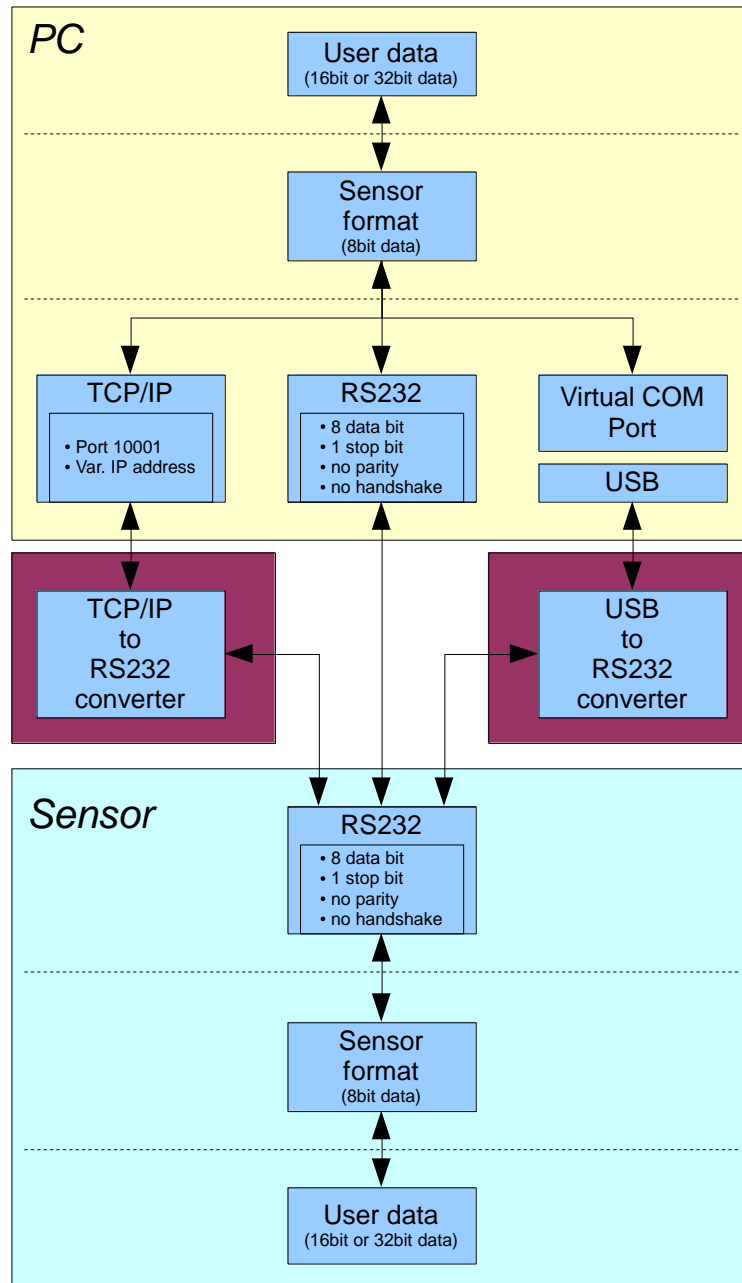 PC
User data
(16bit or 32bit data)
Sensor
format
(8bit data)
TCP/IP
• Port 10001
• Var. IP address
RS232
• 8 data bit
• 1 stop bit
• no parity
• no handshake
Virtual COM
Port
USB
TCP/IP
to
RS232
converter
USB
to
RS232
converter
Sensor
RS232
• 8 data bit
• 1 stop bit
• no parity
• no handshake
Sensor
format
(8bit data)
User data
(16bit or 32bit data)